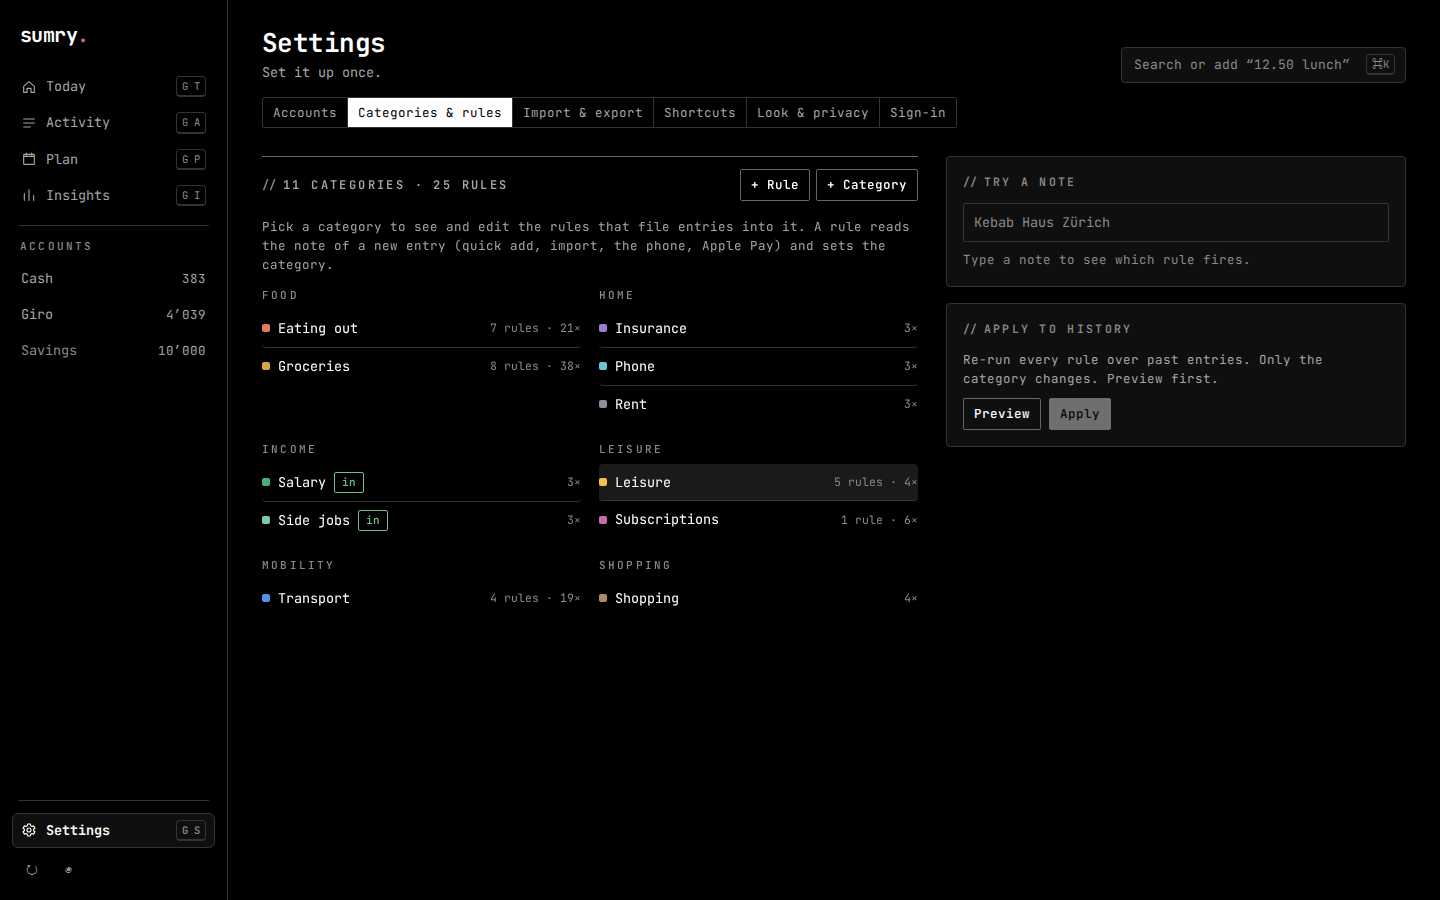 sumry.
Today G T
Activity G A
Plan G P
Insights G I
ACCOUNTS
Cash 383
Giro 4’039
Savings 10’000
Settings G S
Settings
Set it up once.
Search or add “12.50 lunch” ⌘K
Accounts Categories & rules Import & export Shortcuts Look & privacy Sign-in
// 11 CATEGORIES · 25 RULES
+ Rule + Category
Pick a category to see and edit the rules that file entries into it. A rule reads
the note of a new entry (quick add, import, the phone, Apple Pay) and sets the
category.
FOOD
Eating out 7 rules · 21×
Groceries 8 rules · 38×
HOME
Insurance 3×
Phone 3×
Rent 3×
INCOME
Salary in 3×
Side jobs in 3×
LEISURE
Leisure 5 rules · 4×
Subscriptions 1 rule · 6×
MOBILITY
Transport 4 rules · 19×
SHOPPING
Shopping 4×
// TRY A NOTE
Kebab Haus Zürich
Type a note to see which rule fires.
// APPLY TO HISTORY
Re-run every rule over past entries. Only the
category changes. Preview first.
Preview Apply